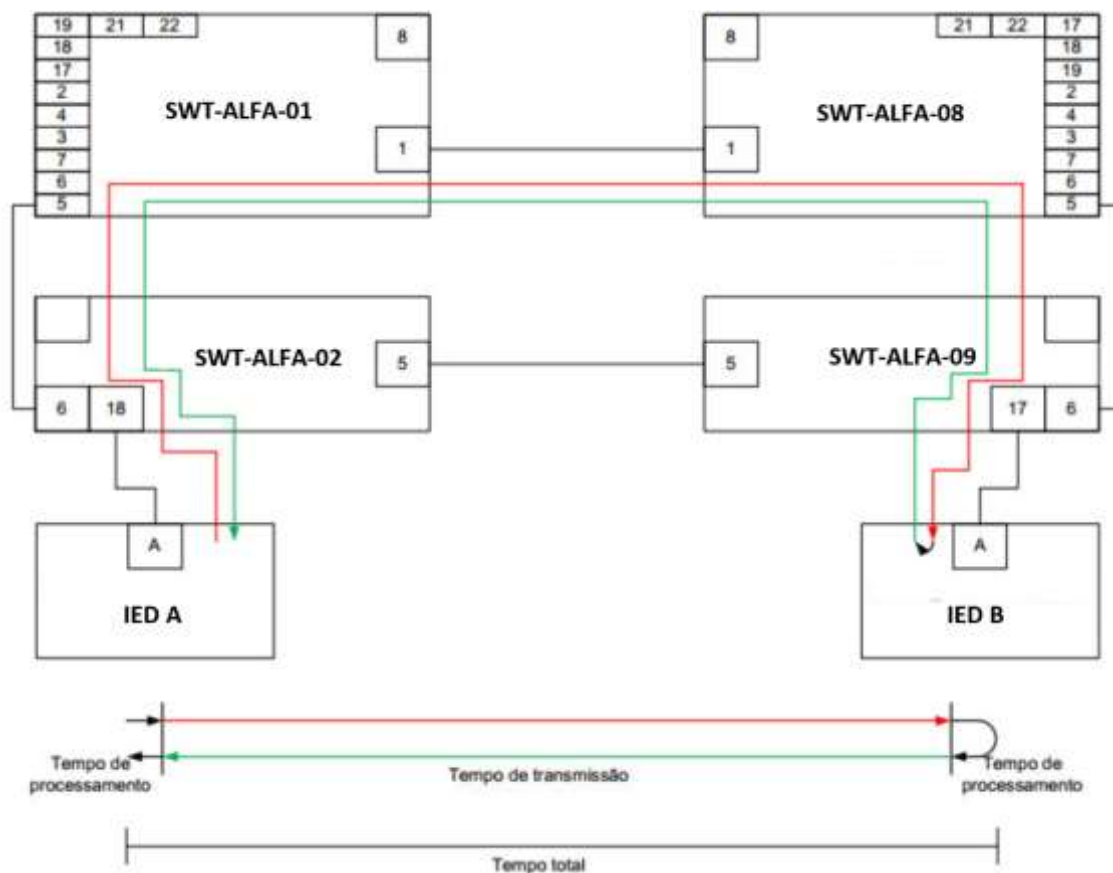 19 21 22
8
18
17
2
4
3
7
6
5
SWT-ALFA-01
1
21 22 17
8
18
19
2
4
3
7
6
5
SWT-ALFA-08
1
SWT-ALFA-02
5
6 18
SWT-ALFA-09
5
17 6
A
IED A
A
IED B
Tempo de
processamento
Tempo de transmissão
Tempo de
processamento
Tempo total